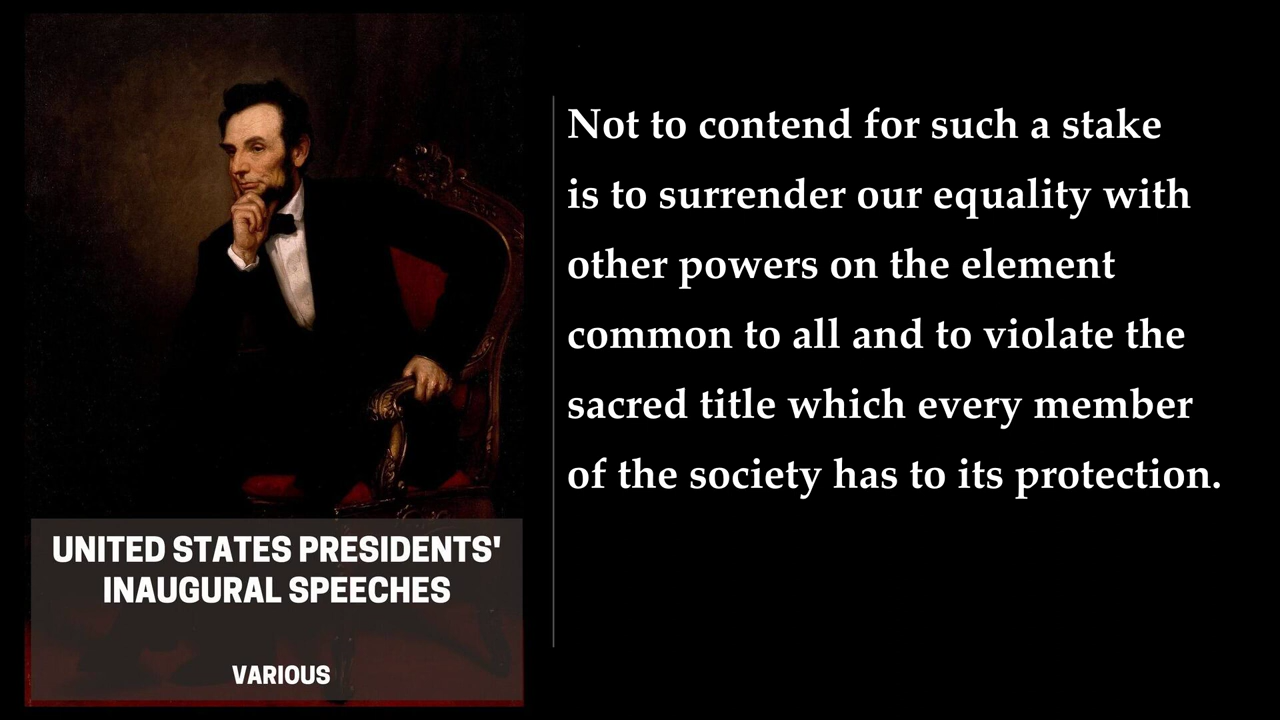 Not to contend for such a stake
is to surrender our equality with
other powers on the element
common to all and to violate the
sacred title which every member
of the society has to its protection.
UNITED STATES PRESIDENTS'
INAUGURAL SPEECHES
VARIOUS